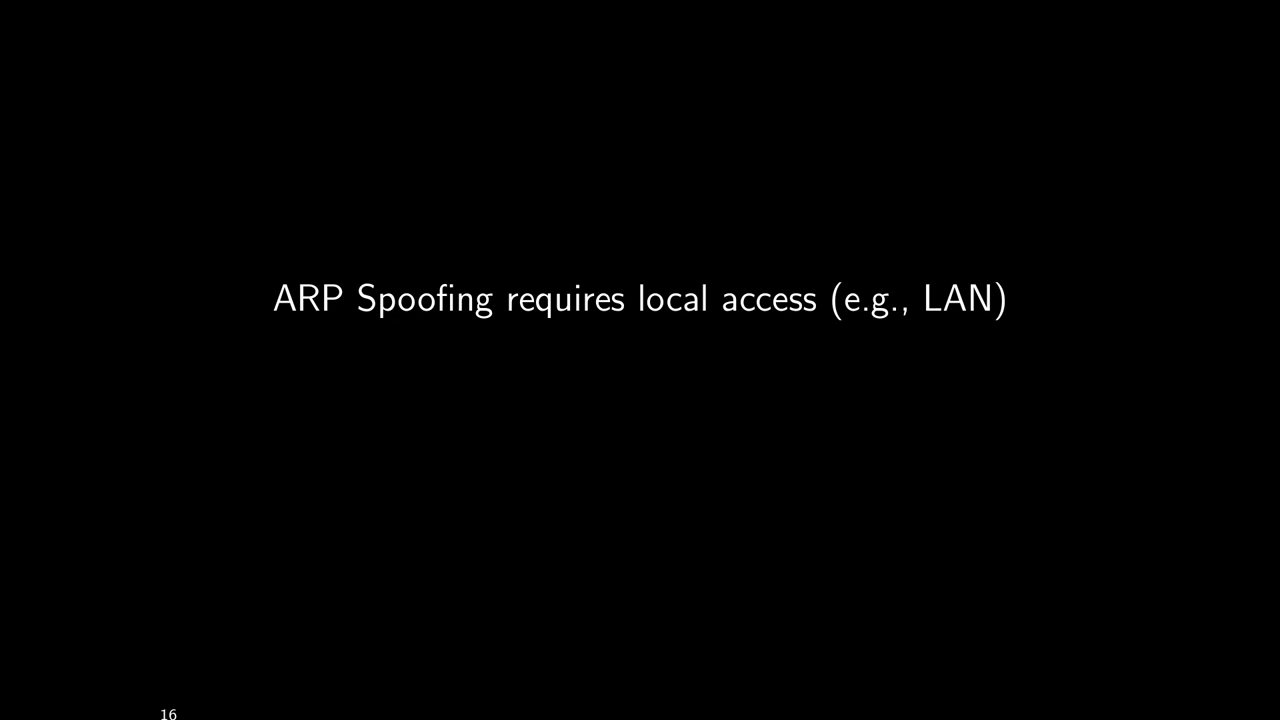 ARP Spoofing requires local access (e.g., LAN)
16